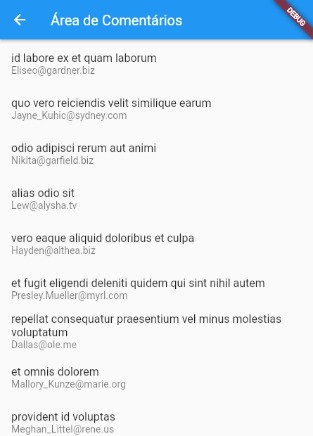 Área de Comentários
DEBUG
id labore ex et quam laborum
Eliseo@gardner.biz
quo vero reiciendis velit similique earum
Jayne_Kuhic@sydney.com
odio adipisci rerum aut animi
Nikita@garfield.biz
alias odio sit
Lew@alysha.tv
vero eaque aliquid doloribus et culpa
Hayden@althea.biz
et fugit eligendi deleniti quidem qui sint nihil autem
Presley.Mueller@myrl.com
repellat consequatur praesentium vel minus molestias
voluptatum
Dallas@ole.me
et omnis dolorem
Mallory_Kunze@marie.org
provident id voluptas
Meghan_Littel@rene.us